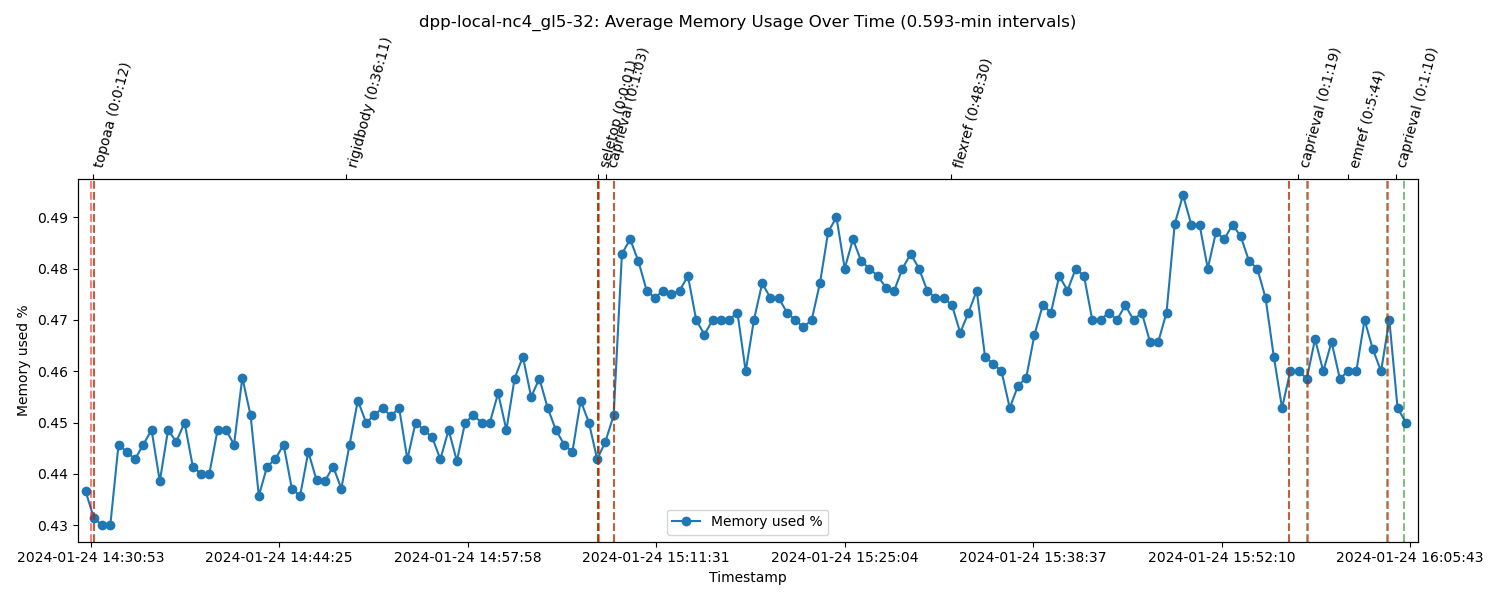 dpp-local-nc4_gl5-32: Average Memory Usage Over Time (0.593-min intervals)
topoaa (0:0:12)
rigidbody (0:36:11)
seletop (0:0:01)
caprieval (0:1:03)
flexref (0:48:30)
caprieval (0:1:19)
emref (0:5:44)
caprieval (0:1:10)
Memory used %
0.49
0.48
0.47
0.46
0.45
0.44
0.43
Memory used %
2024-01-24 14:30:53
2024-01-24 14:44:25
2024-01-24 14:57:58
2024-01-24 15:11:31
2024-01-24 15:25:04
2024-01-24 15:38:37
2024-01-24 15:52:10
2024-01-24 16:05:43
Timestamp